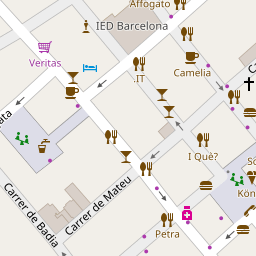 Affogato
IED Barcelona
Veritas
.IT
Camelia
I Què?
Carrer de Mateu
Carrer de Badia
Petra